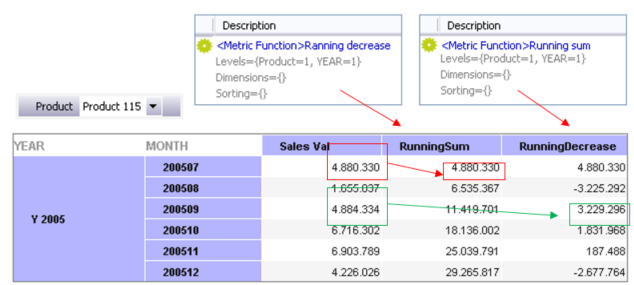 Description
<Metric Function>Ranning decrease
Levels={Product=1, YEAR=1}
Dimensions={}
Sorting={}
Description
<Metric Function>Running sum
Levels={Product=1, YEAR=1}
Dimensions={}
Sorting={}
Product Product 115
YEAR MONTH Sales Val RunningSum RunningDecrease
200507 4.880.330 4.880.330 4.880.330
200508 1.655.037 6.535.367 -3.225.292
200509 4.884.334 11.419.701 3.229.296
Y 2005
200510 6.716.302 18.136.002 1.831.968
200511 6.903.789 25.039.791 187.488
200512 4.226.026 29.265.817 -2.677.764